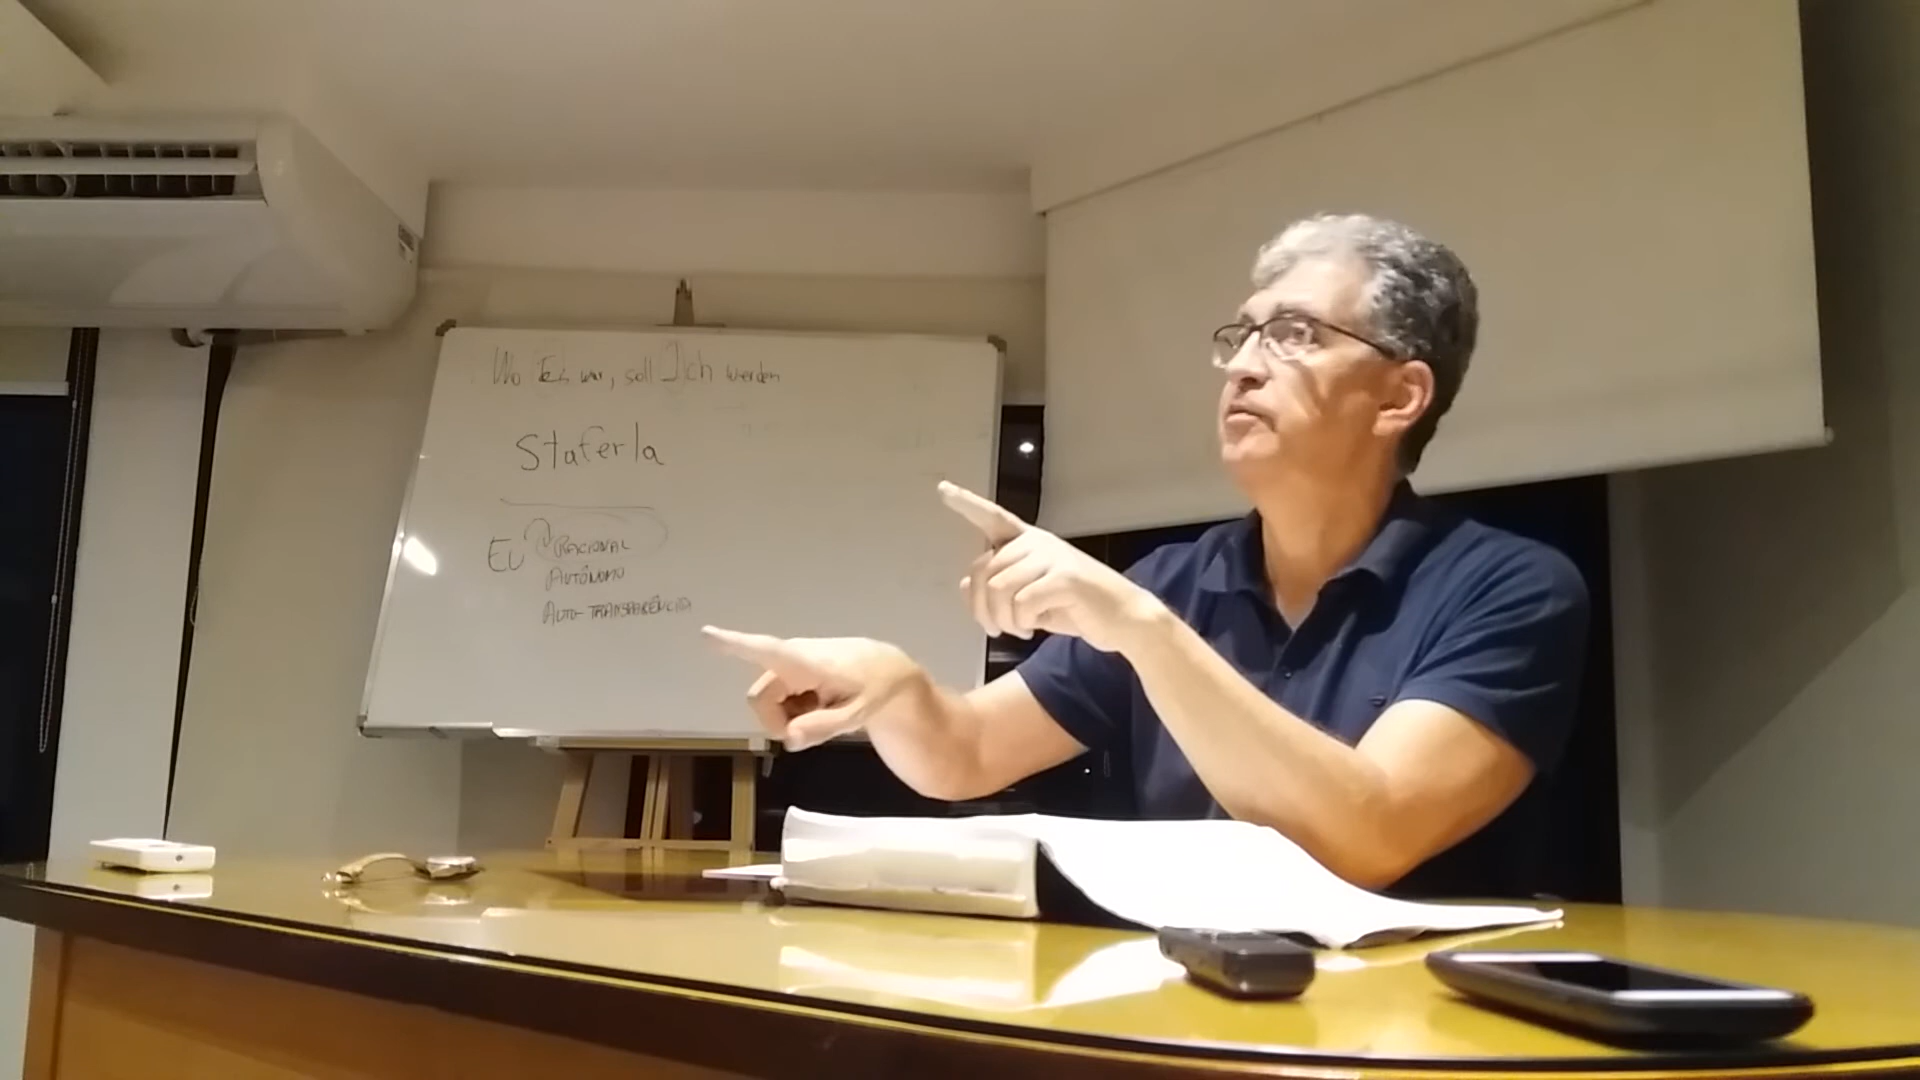 Wo Es war, soll Ich werden
Staferla
EU RACIONAL
AUTÔNOMO
AUTO-TRANSPARÊNCIA